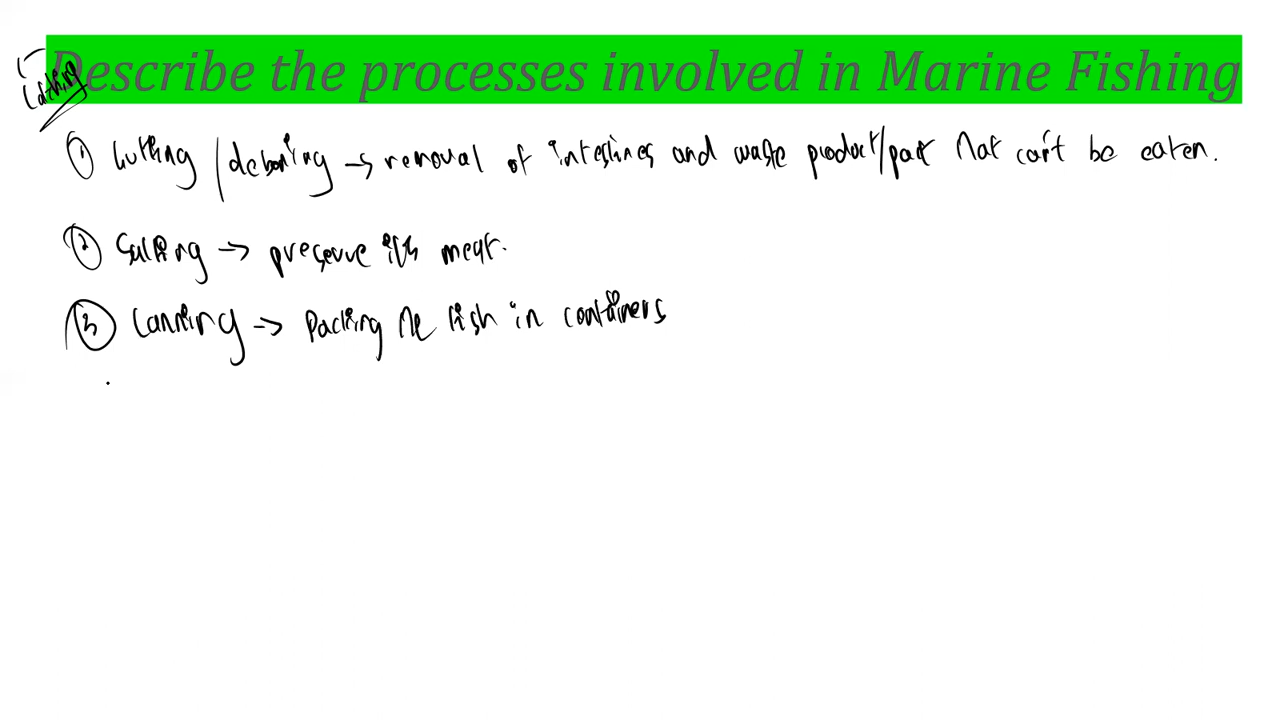 Describe the processes involved in Marine Fishing
Catching
① Gutting / deboning → removal of intestines and waste product/part that can't be eaten.
② Salting → preserve its meat.
③ Canning → Packing the fish in containers